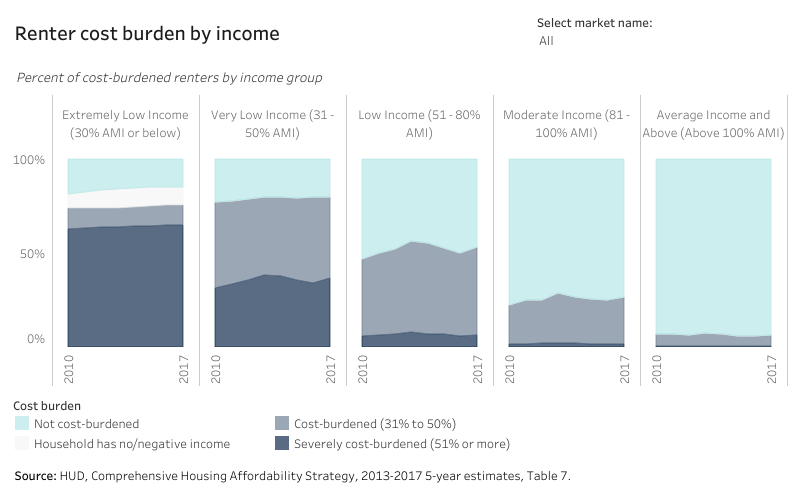 Renter cost burden by income
Select market name:
All
Percent of cost-burdened renters by income group
Extremely Low Income
(30% AMI or below)
Very Low Income (31 -
50% AMI)
Low Income (51 - 80%
AMI)
Moderate Income (81 -
100% AMI)
Average Income and
Above (Above 100% AMI)
100%
50%
0%
2010
2017
2010
2017
2010
2017
2010
2017
2010
2017
Cost burden
Not cost-burdened
Cost-burdened (31% to 50%)
Household has no/negative income
Severely cost-burdened (51% or more)
Source: HUD, Comprehensive Housing Affordability Strategy, 2013-2017 5-year estimates, Table 7.